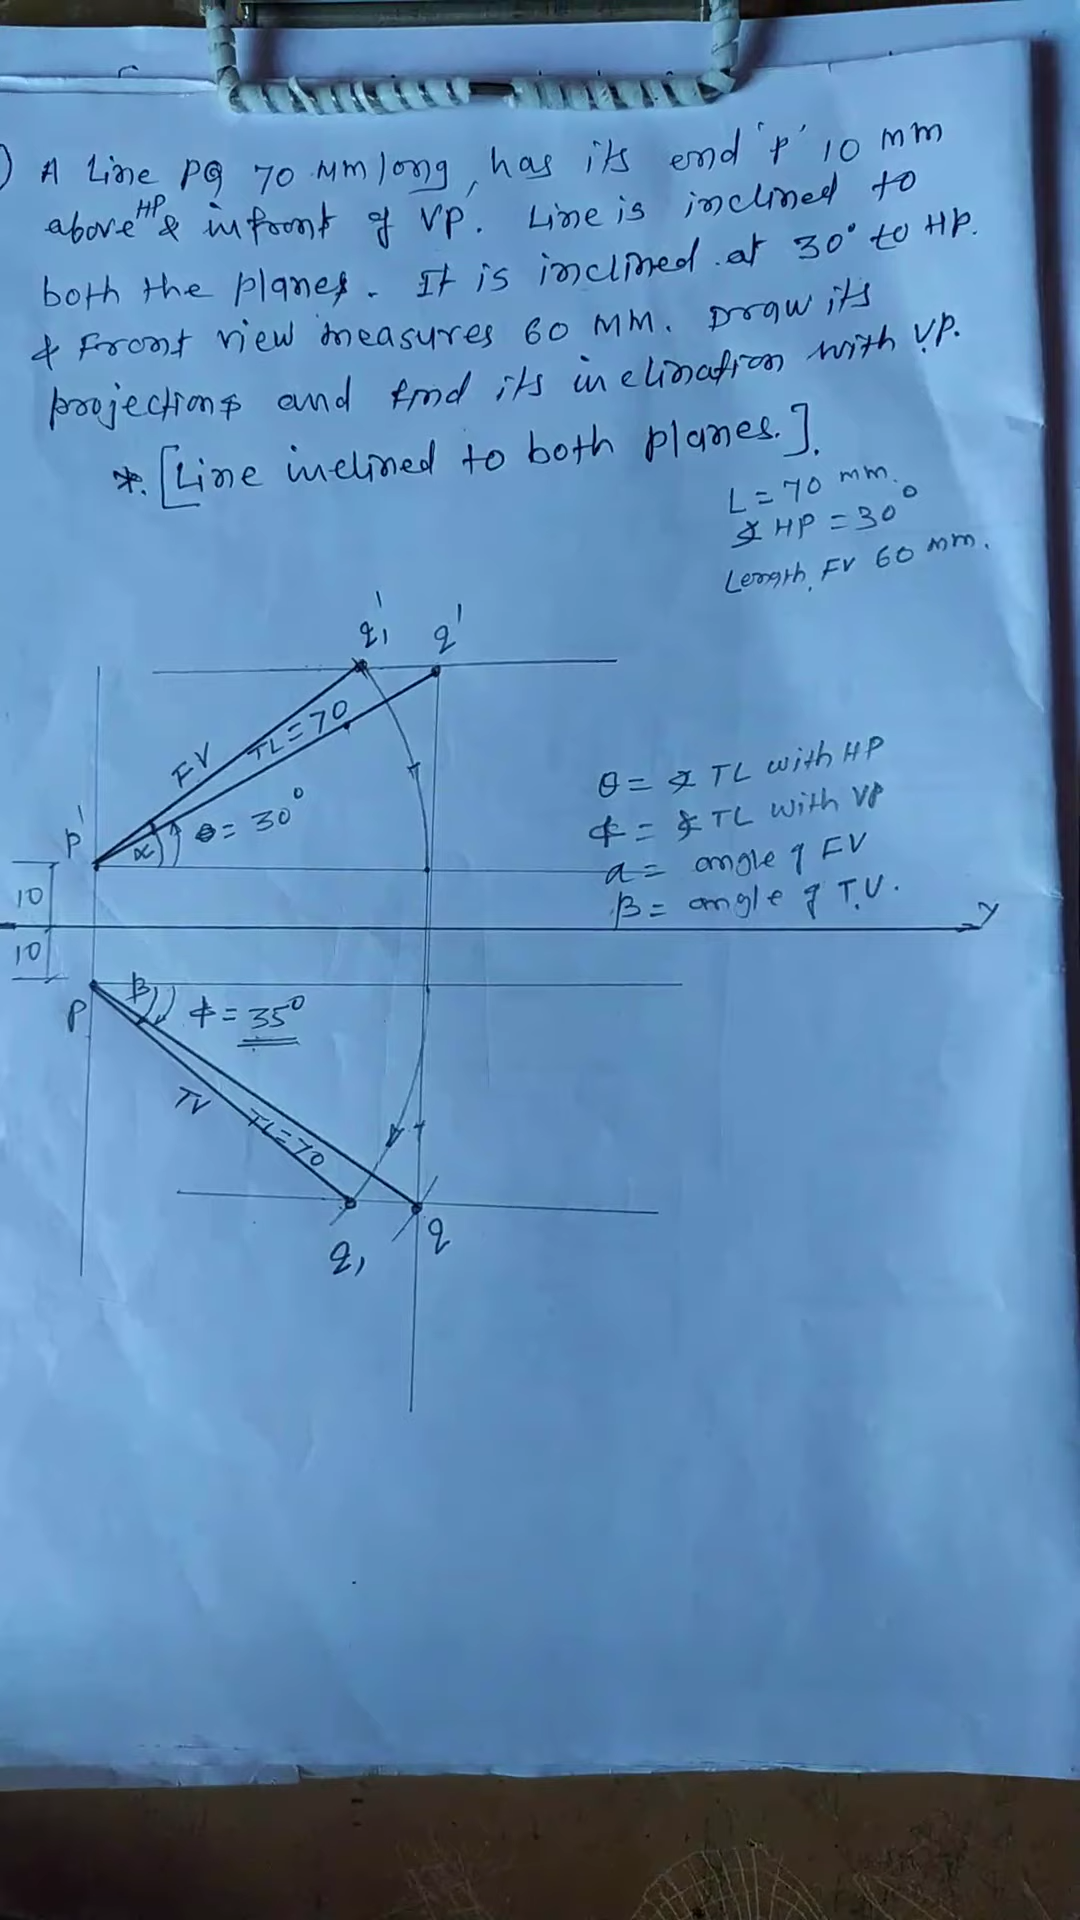 ) A Line PQ 70 MM long, has its end 'P' 10 mm
above HP & infront of VP. Line is inclined to
both the planes. It is inclined at 30° to HP.
& Front view measures 60 MM. Draw its
projections and find its inclination with VP.
*. [Line inclined to both planes.].
L = 70 mm.
∡ HP = 30°
Length, FV 60 mm.
q1' q'
FV
TL = 70
p'
α θ = 30°
θ = ∡ TL with HP
ϕ = ∡ TL with VP
α = angle of FV
β = angle of T.V.
10
y
10
p
β ϕ = 35°
TV
TL = 70
q1 q